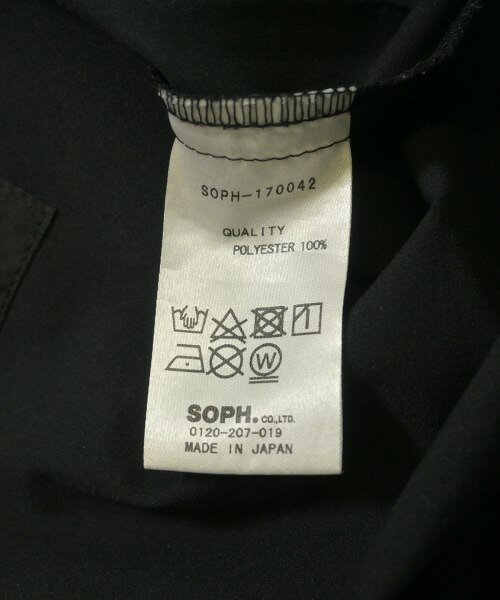 SOPH-170042
QUALITY
POLYESTER 100%
W
SOPH. CO.,LTD.
0120-207-019
MADE IN JAPAN